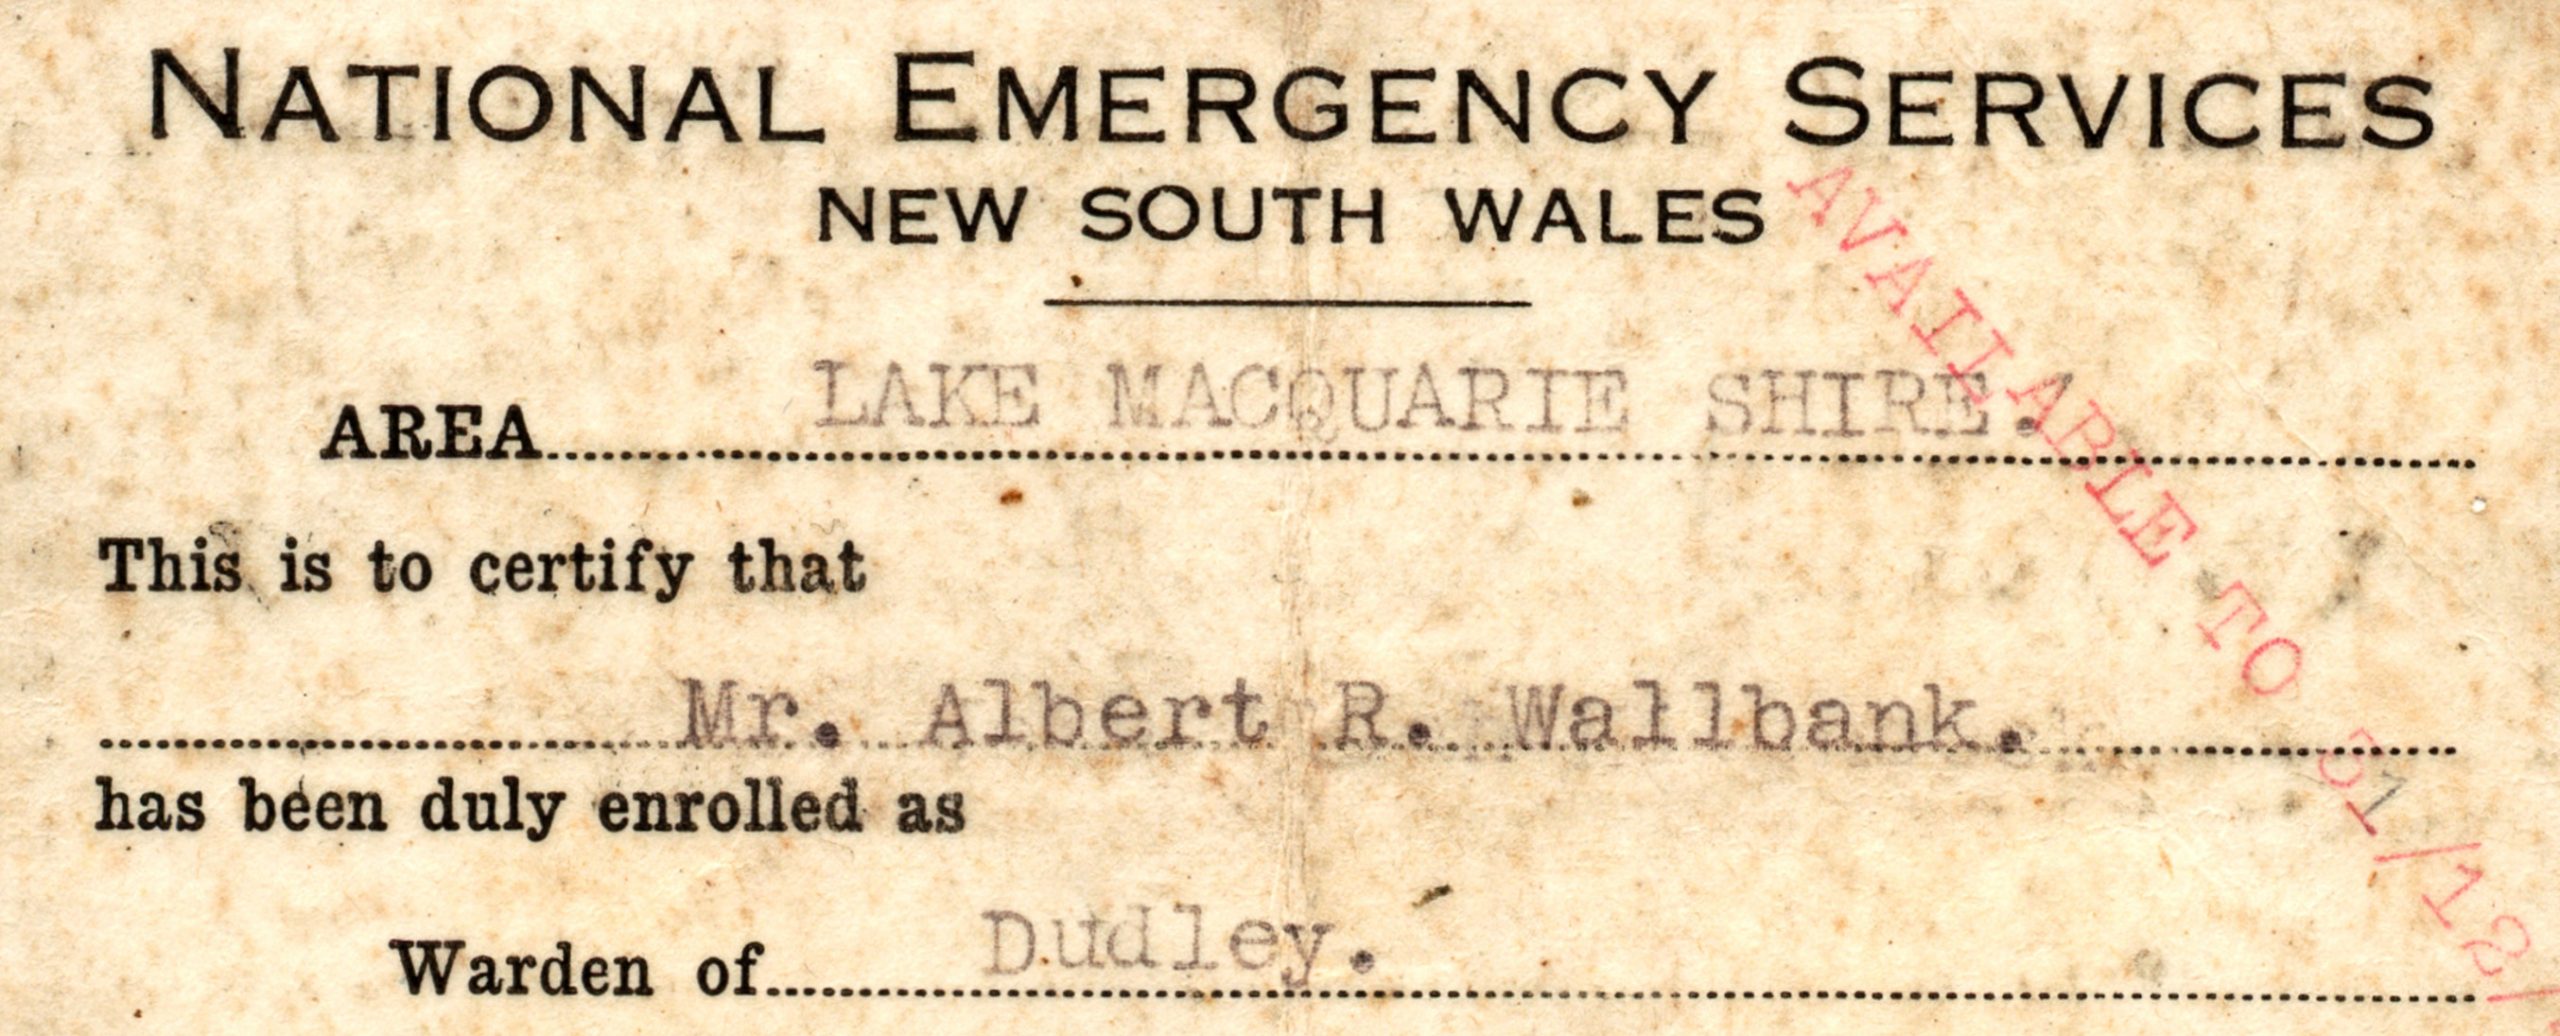 NATIONAL EMERGENCY SERVICES
NEW SOUTH WALES
AREA LAKE MACQUARIE SHIRE.
This is to certify that
Mr. Albert R. Wallbank.
has been duly enrolled as
Warden of Dudley.
AVAILABLE TO 31/12/